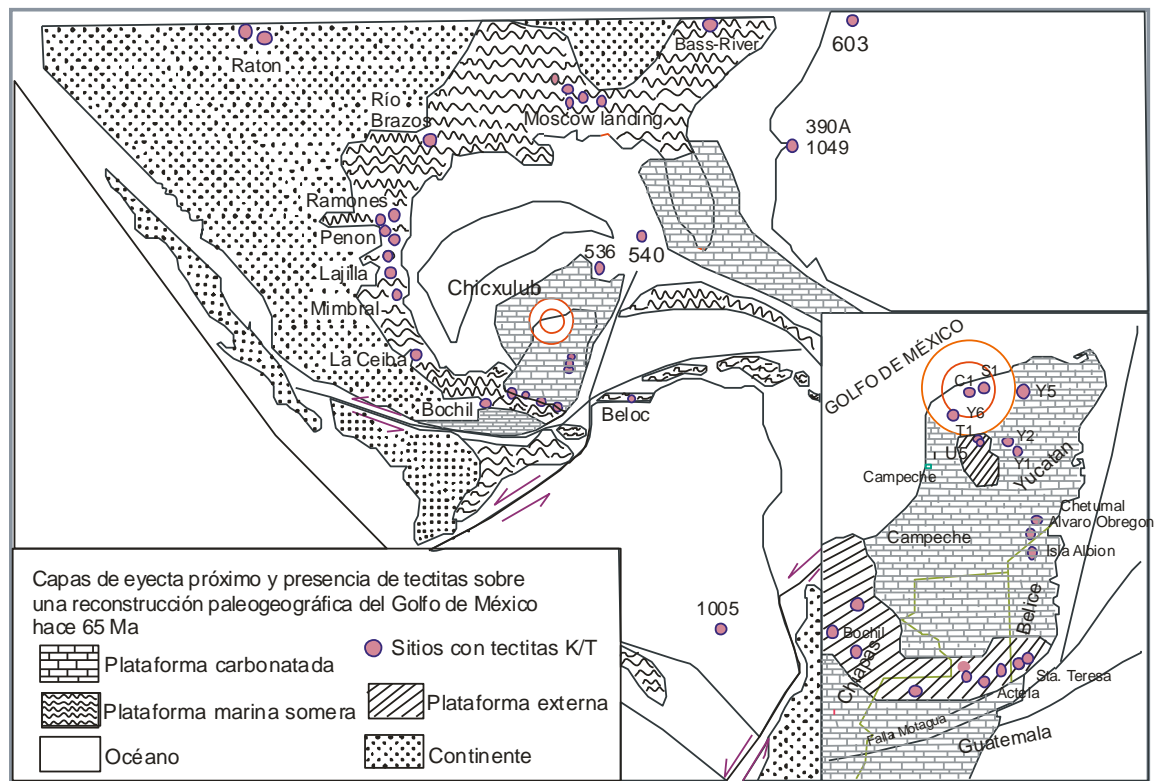 Raton
Bass-River
603
Río
Brazos
Moscow landing
390A
1049
Ramones
Penon
536
540
Lajilla
Chicxulub
Mimbral
La Ceiba
Bochil
Beloc
1005
GOLFO DE MÉXICO
C1
S1
Y5
Y6
T1
Y2
U5
Y1
Yucatan
Campeche
Chetumal
Alvaro Obregon
Campeche
Isla Albion
Belice
Bochil
Chiapas
Sta. Teresa
Actela
Falla Motagua
Guatemala
Capas de eyecta próximo y presencia de tectitas sobre
una reconstrucción paleogeográfica del Golfo de México
hace 65 Ma
Plataforma carbonatada
Sitios con tectitas K/T
Plataforma marina somera
Plataforma externa
Océano
Continente